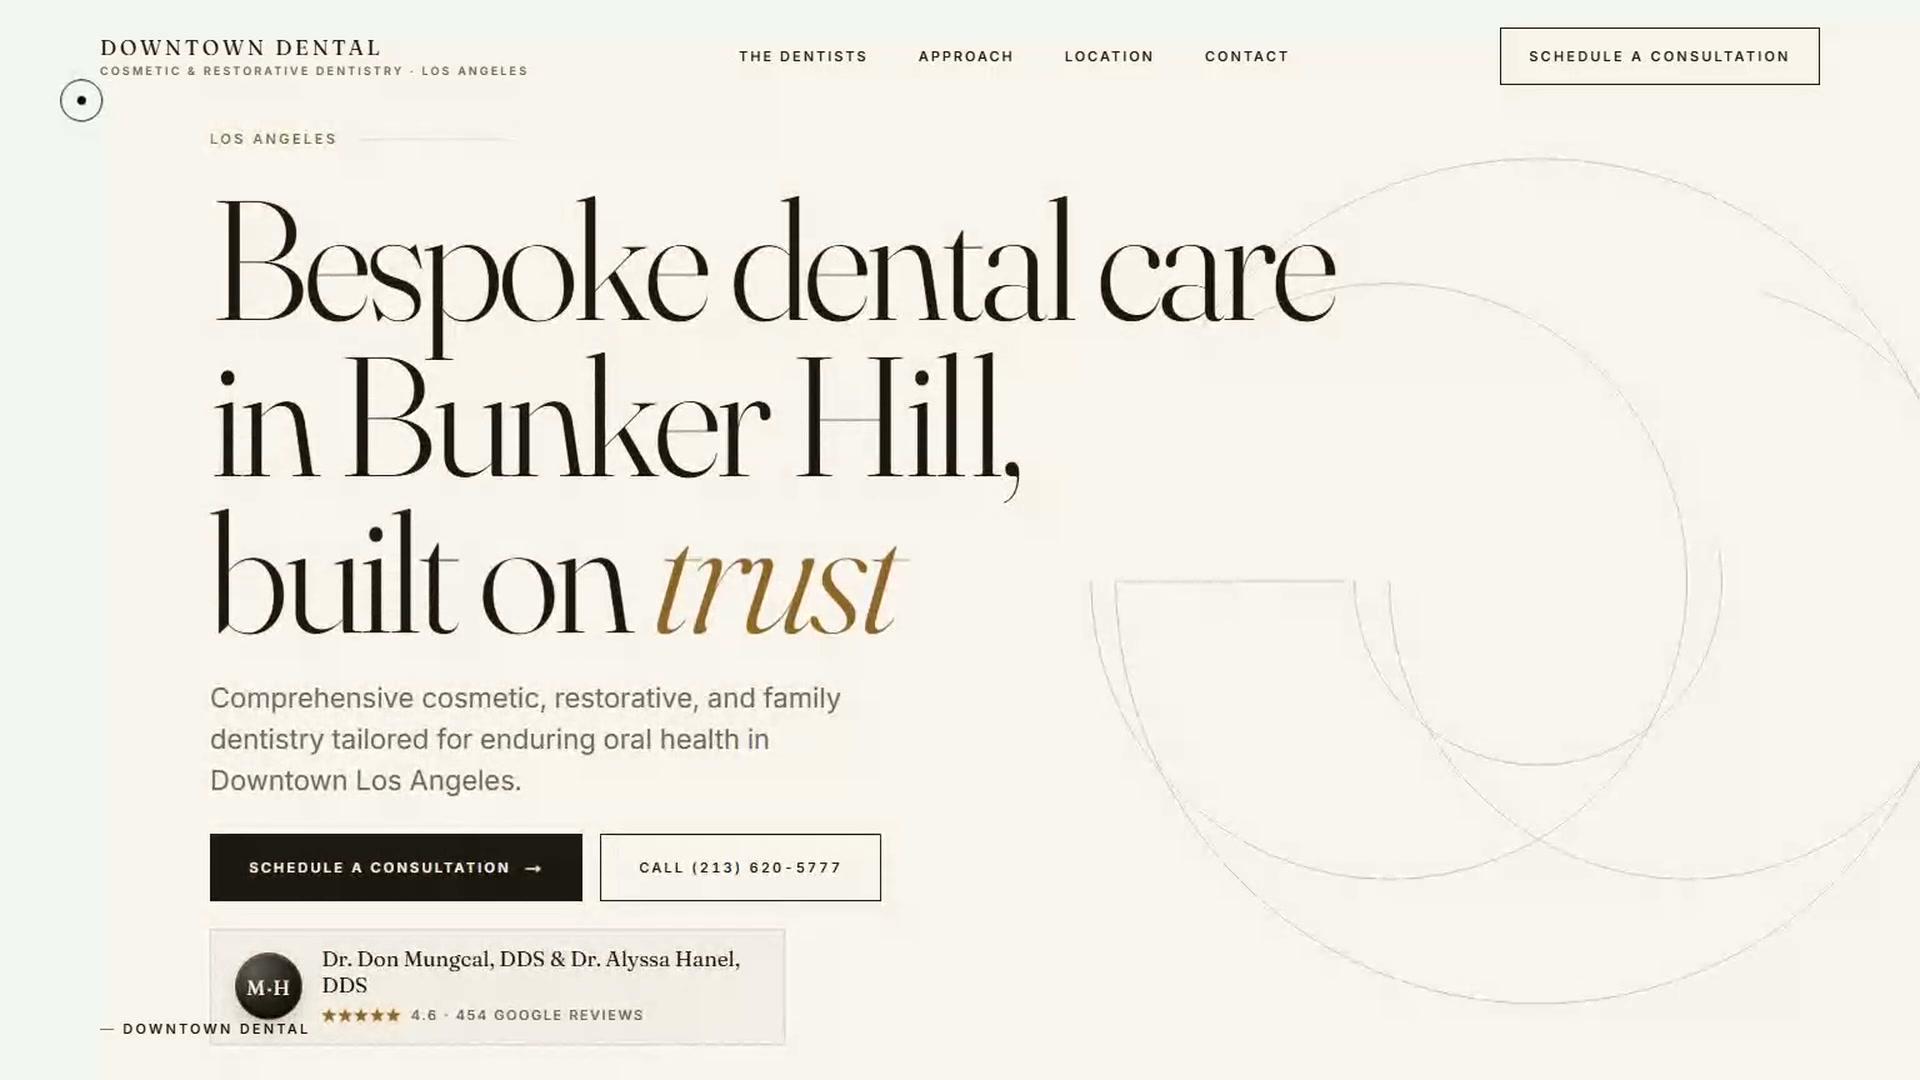 DOWNTOWN DENTAL
COSMETIC & RESTORATIVE DENTISTRY · LOS ANGELES
THE DENTISTS
APPROACH
LOCATION
CONTACT
SCHEDULE A CONSULTATION
LOS ANGELES
Bespoke dental care
in Bunker Hill,
built on trust
Comprehensive cosmetic, restorative, and family
dentistry tailored for enduring oral health in
Downtown Los Angeles.
SCHEDULE A CONSULTATION →
CALL (213) 620-5777
M·H
Dr. Don Mungcal, DDS & Dr. Alyssa Hanel,
DDS
★★★★★ 4.6 · 454 GOOGLE REVIEWS
— DOWNTOWN DENTAL